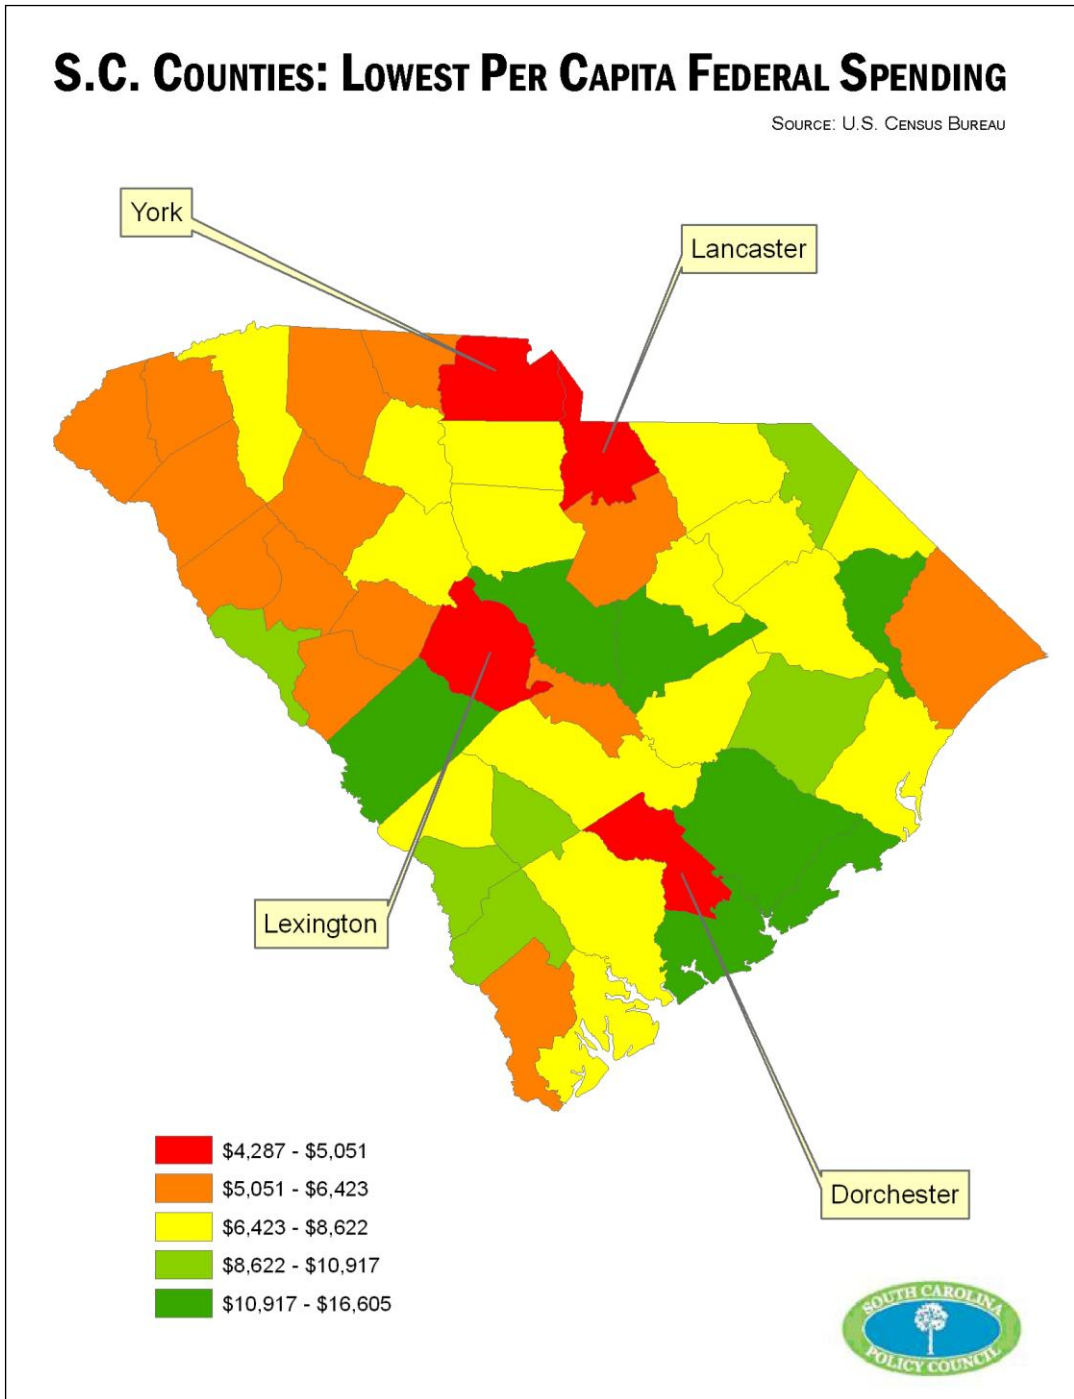 S.C. Counties: Lowest Per Capita Federal Spending
Source: U.S. Census Bureau
York
Lancaster
Lexington
Dorchester
$4,287 - $5,051
$5,051 - $6,423
$6,423 - $8,622
$8,622 - $10,917
$10,917 - $16,605
SOUTH CAROLINA
POLICY COUNCIL